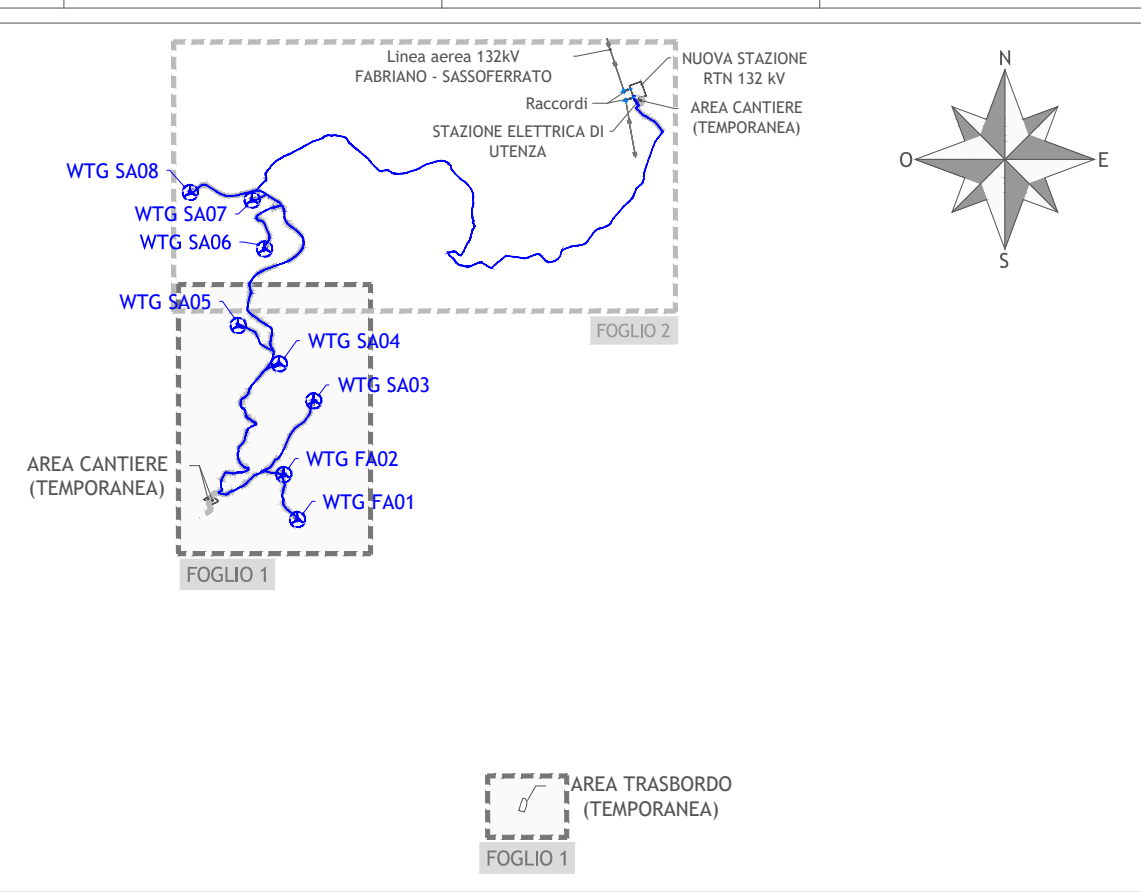 Linea aerea 132kV
FABRIANO - SASSOFERRATO
NUOVA STAZIONE
RTN 132 kV
Raccordi
AREA CANTIERE
(TEMPORANEA)
STAZIONE ELETTRICA DI
UTENZA
N
O
E
S
WTG SA08
WTG SA07
WTG SA06
WTG SA05
FOGLIO 2
WTG SA04
WTG SA03
AREA CANTIERE
(TEMPORANEA)
WTG FA02
WTG FA01
FOGLIO 1
AREA TRASBORDO
(TEMPORANEA)
FOGLIO 1